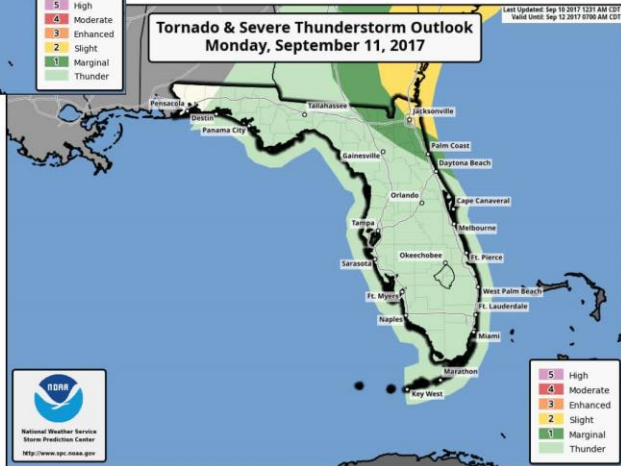 5 High
4 Moderate
3 Enhanced
2 Slight
1 Marginal
Thunder
Tornado & Severe Thunderstorm Outlook
Monday, September 11, 2017
Last Updated: Sep 10 2017 1231 AM CDT
Valid Until: Sep 12 2017 0700 AM CDT
Pensacola
Destin
Panama City
Tallahassee
Jacksonville
Gainesville
Palm Coast
Daytona Beach
Orlando
Cape Canaveral
Tampa
Melbourne
Okeechobee
Sarasota
Ft. Pierce
Ft. Myers
West Palm Beach
Naples
Ft. Lauderdale
Miami
Marathon
Key West
NOAA
National Weather Service
Storm Prediction Center
http://www.spc.noaa.gov
5 High
4 Moderate
3 Enhanced
2 Slight
1 Marginal
Thunder